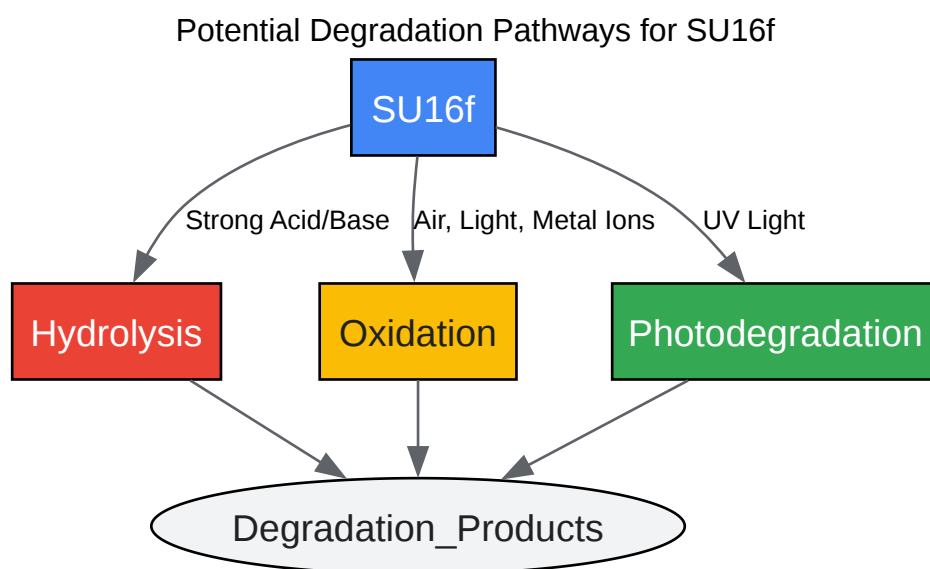 Potential Degradation Pathways for SU16f
SU16f
Strong Acid/Base
Air, Light, Metal Ions
UV Light
Hydrolysis
Oxidation
Photodegradation
Degradation_Products